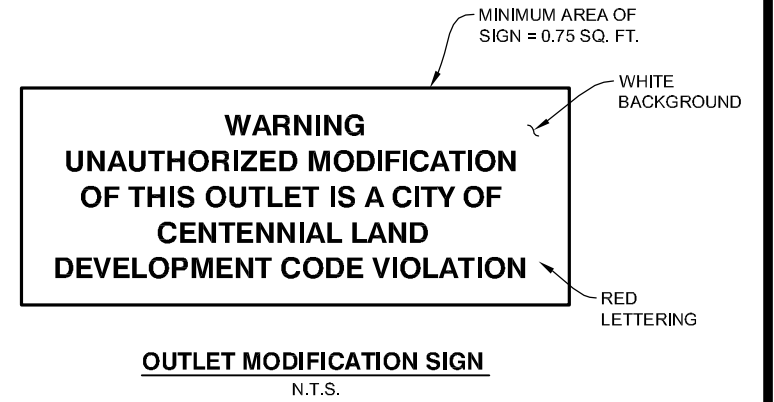 MINIMUM AREA OF
SIGN = 0.75 SQ. FT.
WHITE
BACKGROUND
WARNING
UNAUTHORIZED MODIFICATION
OF THIS OUTLET IS A CITY OF
CENTENNIAL LAND
DEVELOPMENT CODE VIOLATION
RED
LETTERING
OUTLET MODIFICATION SIGN
N.T.S.